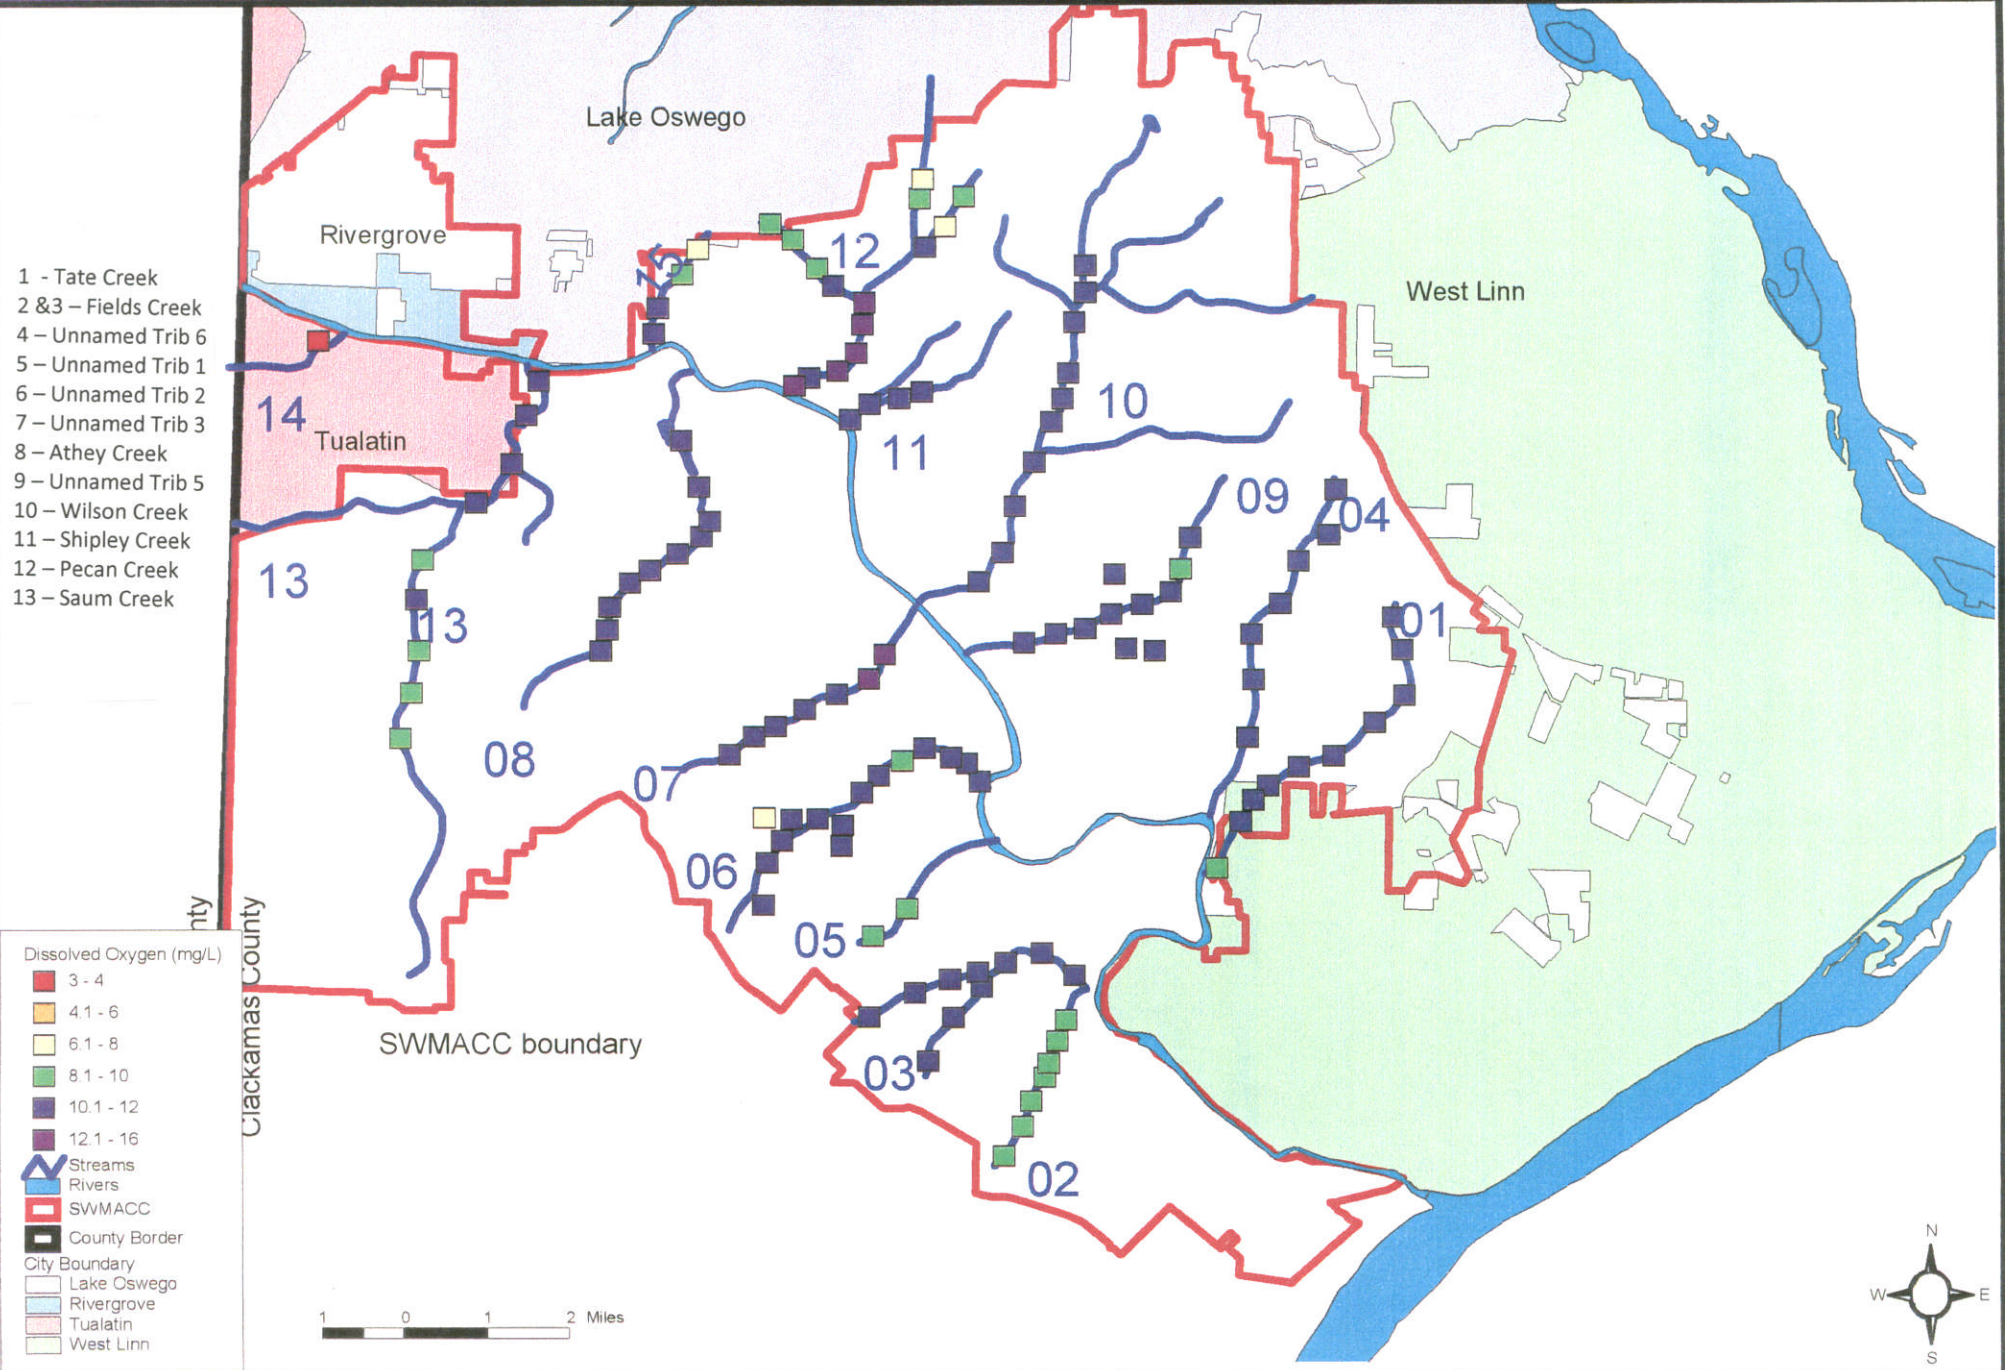 Lake Oswego
Rivergrove
West Linn
Tualatin
1 - Tate Creek
2 &3 – Fields Creek
4 – Unnamed Trib 6
5 – Unnamed Trib 1
6 – Unnamed Trib 2
7 – Unnamed Trib 3
8 – Athey Creek
9 – Unnamed Trib 5
10 – Wilson Creek
11 – Shipley Creek
12 – Pecan Creek
13 – Saum Creek
15
12
14
10
11
09
04
13
13
01
08
07
06
05
03
02
SWMACC boundary
nty
Clackamas County
Dissolved Oxygen (mg/L)
3 - 4
4.1 - 6
6.1 - 8
8.1 - 10
10.1 - 12
12.1 - 16
Streams
Rivers
SWMACC
County Border
City Boundary
Lake Oswego
Rivergrove
Tualatin
West Linn
1 0 1 2 Miles
N
W E
S